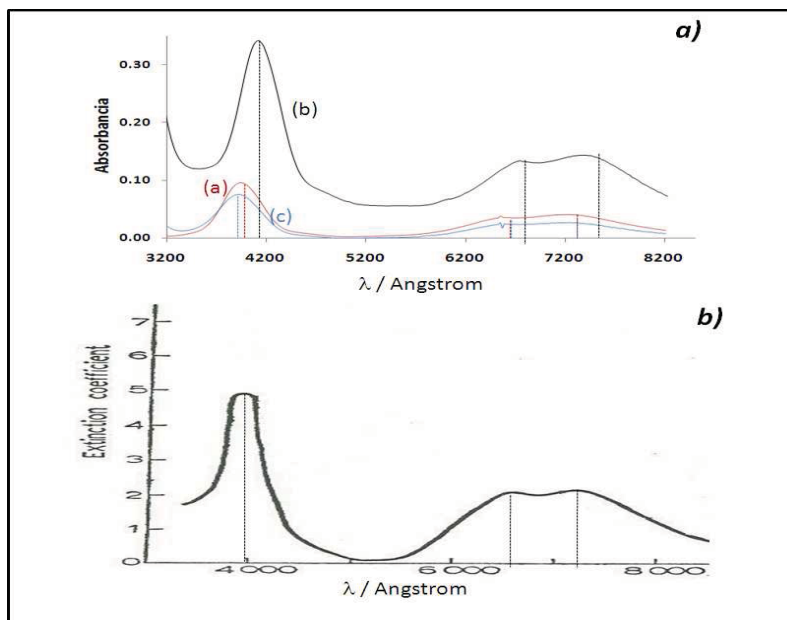 a)
0.30
Absorbancia
(b)
0.20
0.10
(a)
(c)
0.00
3200 4200 5200 6200 7200 8200
λ / Angstrom
b)
7
6
Extinction coefficient
5
4
3
2
1
0
4000 6000 8000
λ / Angstrom